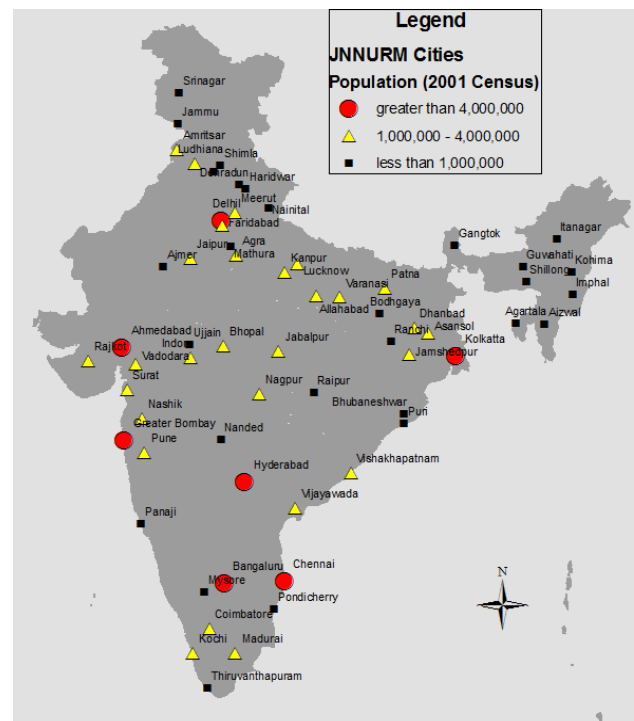 Legend
JNNURM Cities
Population (2001 Census)
greater than 4,000,000
1,000,000 - 4,000,000
less than 1,000,000
Srinagar
Jammu
Amritsar
Ludhiana
Shimla
Dehradun
Haridwar
Meerut
Delhil
Nainital
Faridabad
Jaipur
Agra
Ajmer
Mathura
Kanpur
Lucknow
Gangtok
Itanagar
Guwahati
Kohima
Shillong
Imphal
Agartala
Aizwal
Patna
Varanasi
Allahabad
Bodhgaya
Dhanbad
Ranchi
Asansol
Kolkatta
Jamshedpur
Ahmedabad
Ujjain
Bhopal
Jabalpur
Rajkot
Indor
Vadodara
Surat
Nagpur
Raipur
Nashik
Bhubaneshwar
Puri
Greater Bombay
Nanded
Pune
Hyderabad
Vishakhapatnam
Vijayawada
Panaji
Bangaluru
Chennai
Mysore
Pondicherry
Coimbatore
Kochi
Madurai
Thiruvanthapuram
N